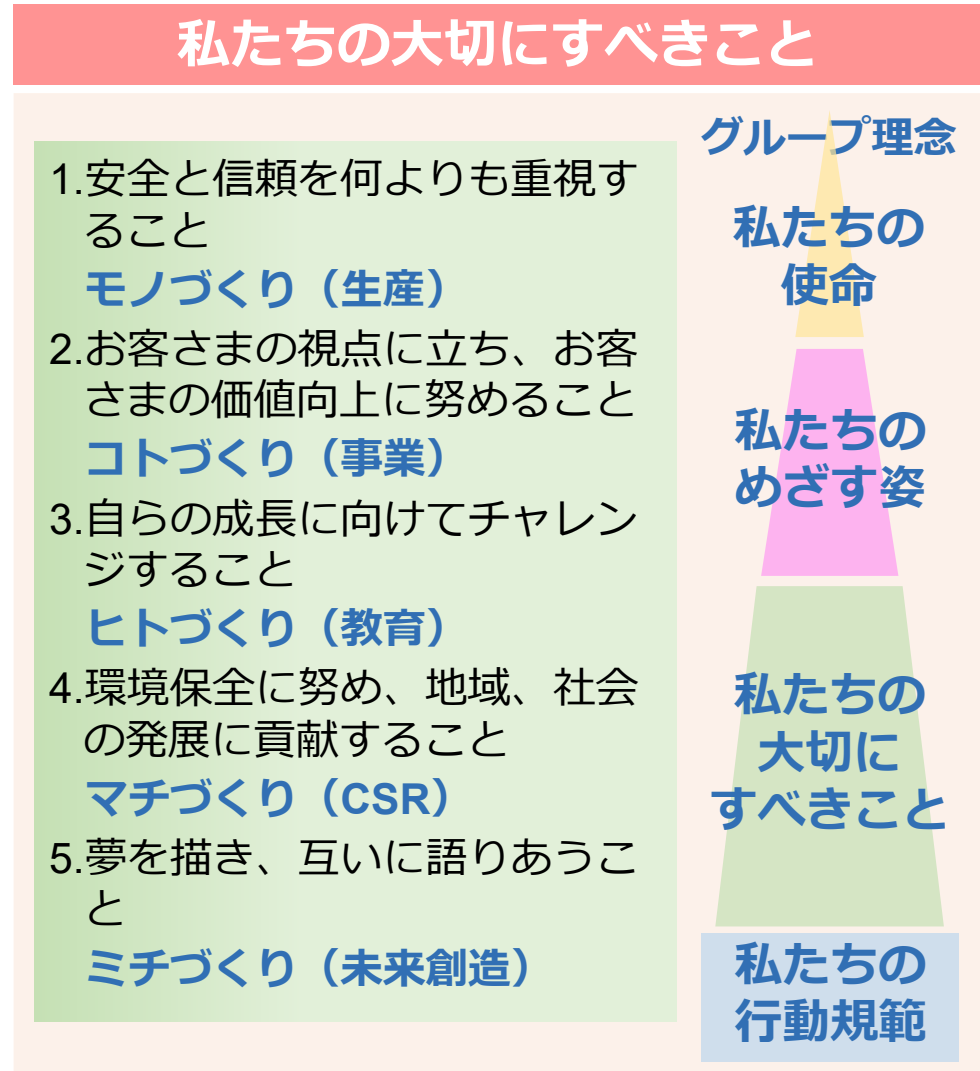 私たちの大切にすべきこと
1.安全と信頼を何よりも重視す
ること
モノづくり（生産）
2.お客さまの視点に立ち、お客
さまの価値向上に努めること
コトづくり（事業）
3.自らの成長に向けてチャレン
ジすること
ヒトづくり（教育）
4.環境保全に努め、地域、社会
の発展に貢献すること
マチづくり（CSR）
5.夢を描き、互いに語りあうこ
と
ミチづくり（未来創造）
グループ理念
私たちの
使命
私たちの
めざす姿
私たちの
大切に
すべきこと
私たちの
行動規範